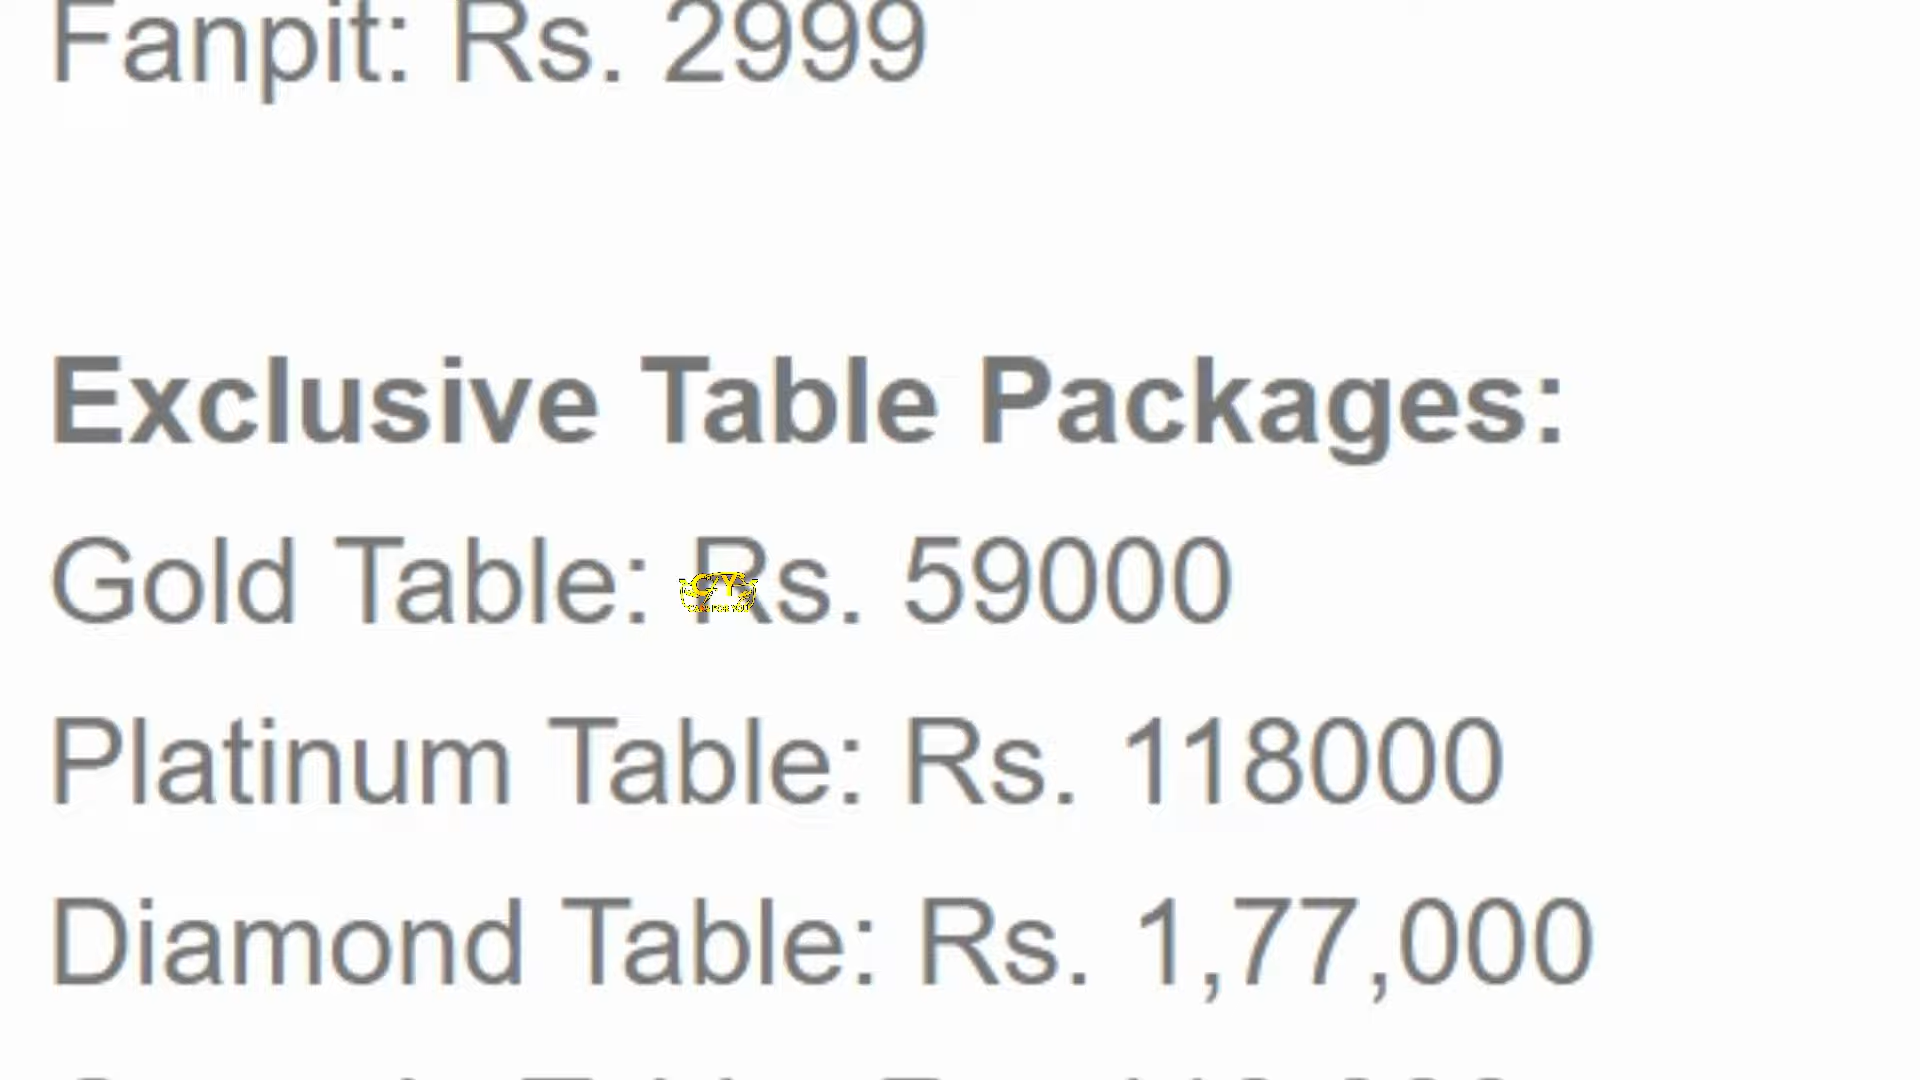 Fanpit: Rs. 2999
Exclusive Table Packages:
Gold Table: Rs. 59000
Platinum Table: Rs. 118000
Diamond Table: Rs. 1,77,000